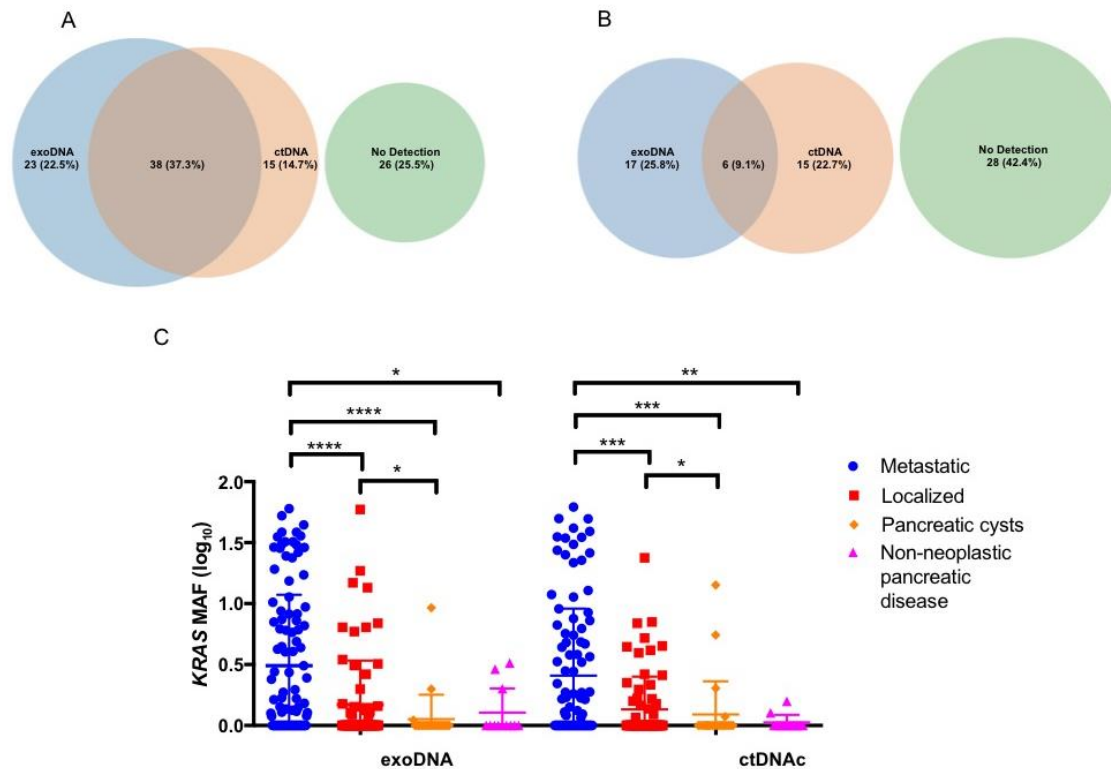 A
B
exoDNA
23 (22.5%)
38 (37.3%)
ctDNA
15 (14.7%)
No Detection
26 (25.5%)
exoDNA
17 (25.8%)
6 (9.1%)
ctDNA
15 (22.7%)
No Detection
28 (42.4%)
C
*
**
****
***
****
*
***
*
KRAS MAF (log10)
2.0
1.5
1.0
0.5
0.0
exoDNA
ctDNAc
Metastatic
Localized
Pancreatic cysts
Non-neoplastic
pancreatic
disease